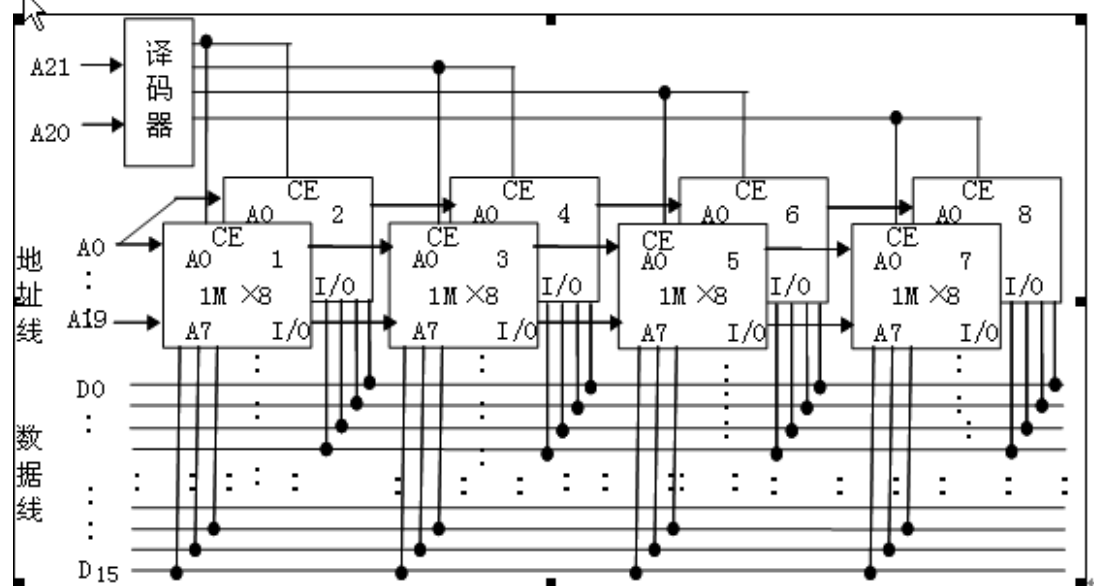 译码器
A21
A20
CE
A0 2
CE
A0 4
CE
A0 6
CE
A0 8
I/O
I/O
I/O
I/O
CE
A0 1
1M ×8
A7 I/O
CE
A0 3
1M ×8
A7 I/O
CE
A0 5
1M ×8
A7 I/O
CE
A0 7
1M ×8
A7 I/O
地址线
A0
A19
数据线
D0
D15